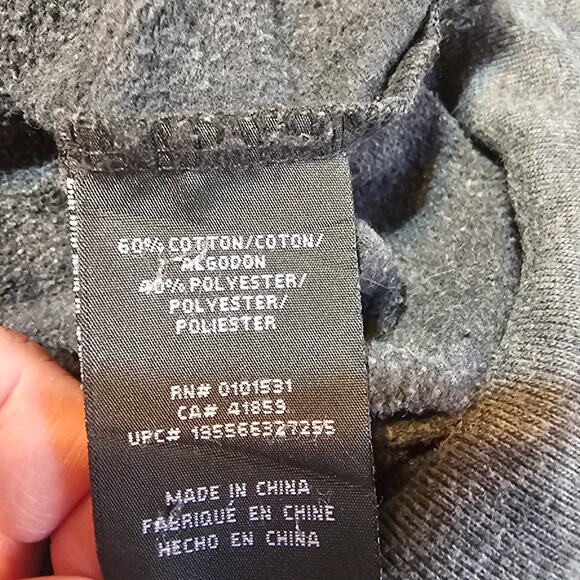 60% COTTON/COTON/
ALGODON
40% POLYESTER/
POLYESTER/
POLIESTER
RN# 0101531
CA# 41853
UPC# 195566327255
MADE IN CHINA
FABRIQUÉ EN CHINE
HECHO EN CHINA